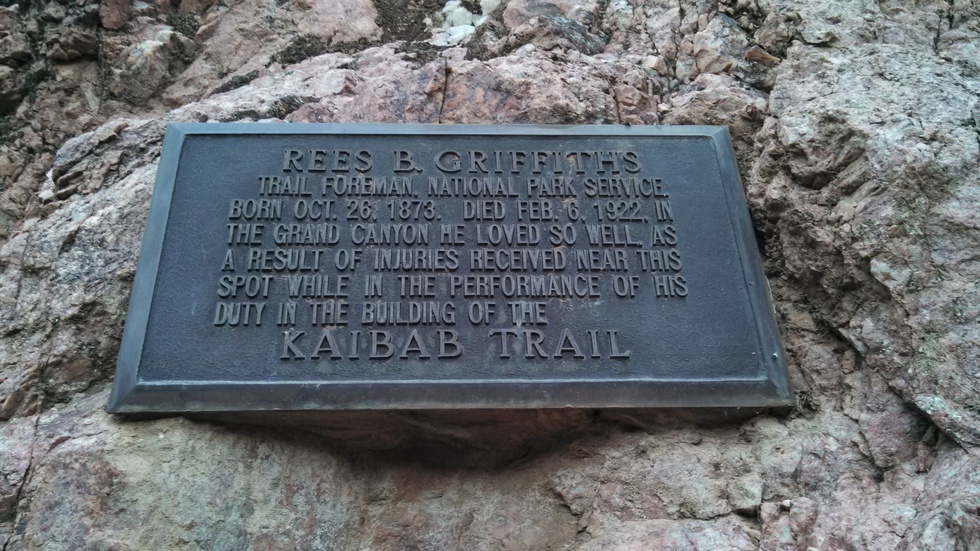 REES B. GRIFFITHS
TRAIL FOREMAN, NATIONAL PARK SERVICE.
BORN OCT. 26, 1873. DIED FEB. 6, 1922, IN
THE GRAND CANYON HE LOVED SO WELL, AS
A RESULT OF INJURIES RECEIVED NEAR THIS
SPOT WHILE IN THE PERFORMANCE OF HIS
DUTY IN THE BUILDING OF THE
KAIBAB TRAIL